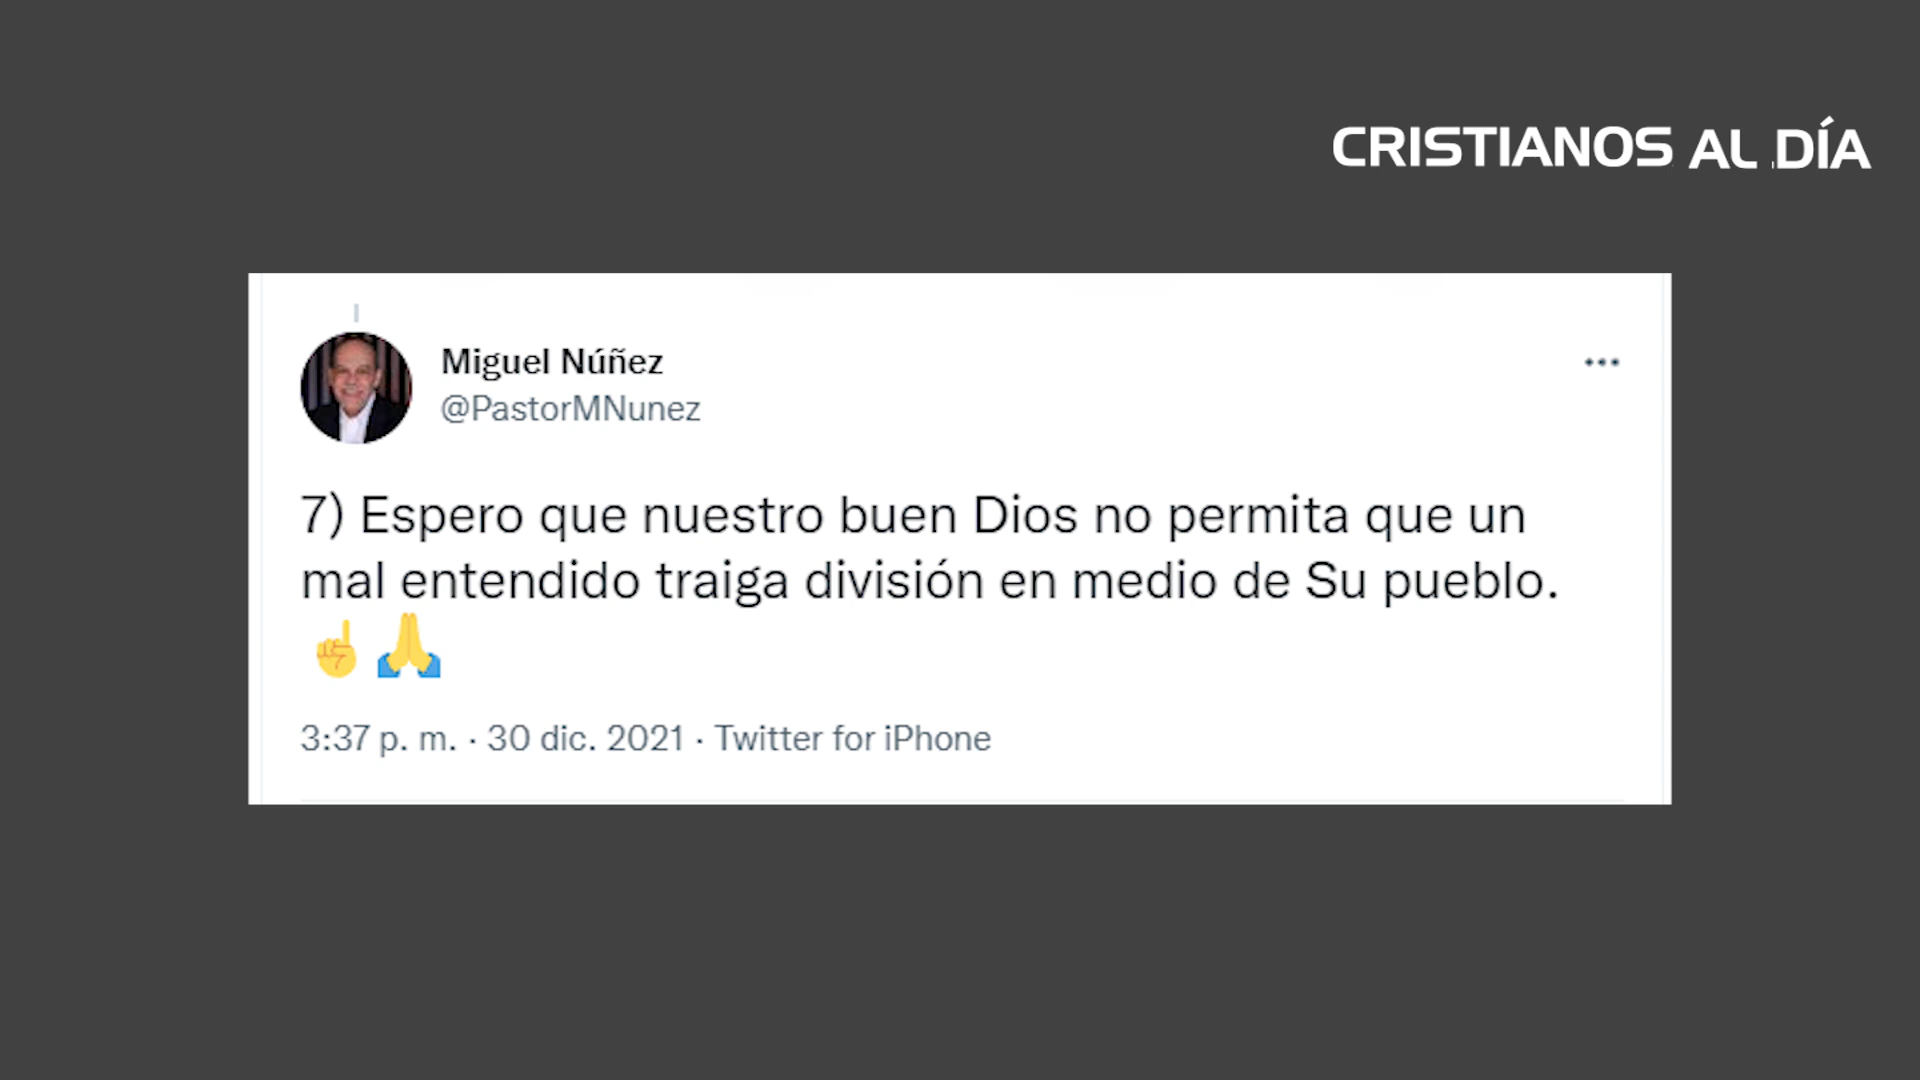 CRISTIANOS AL DÍA
Miguel Núñez
@PastorMNunez
7) Espero que nuestro buen Dios no permita que un
mal entendido traiga división en medio de Su pueblo.
☝️🙏
3:37 p. m. · 30 dic. 2021 · Twitter for iPhone